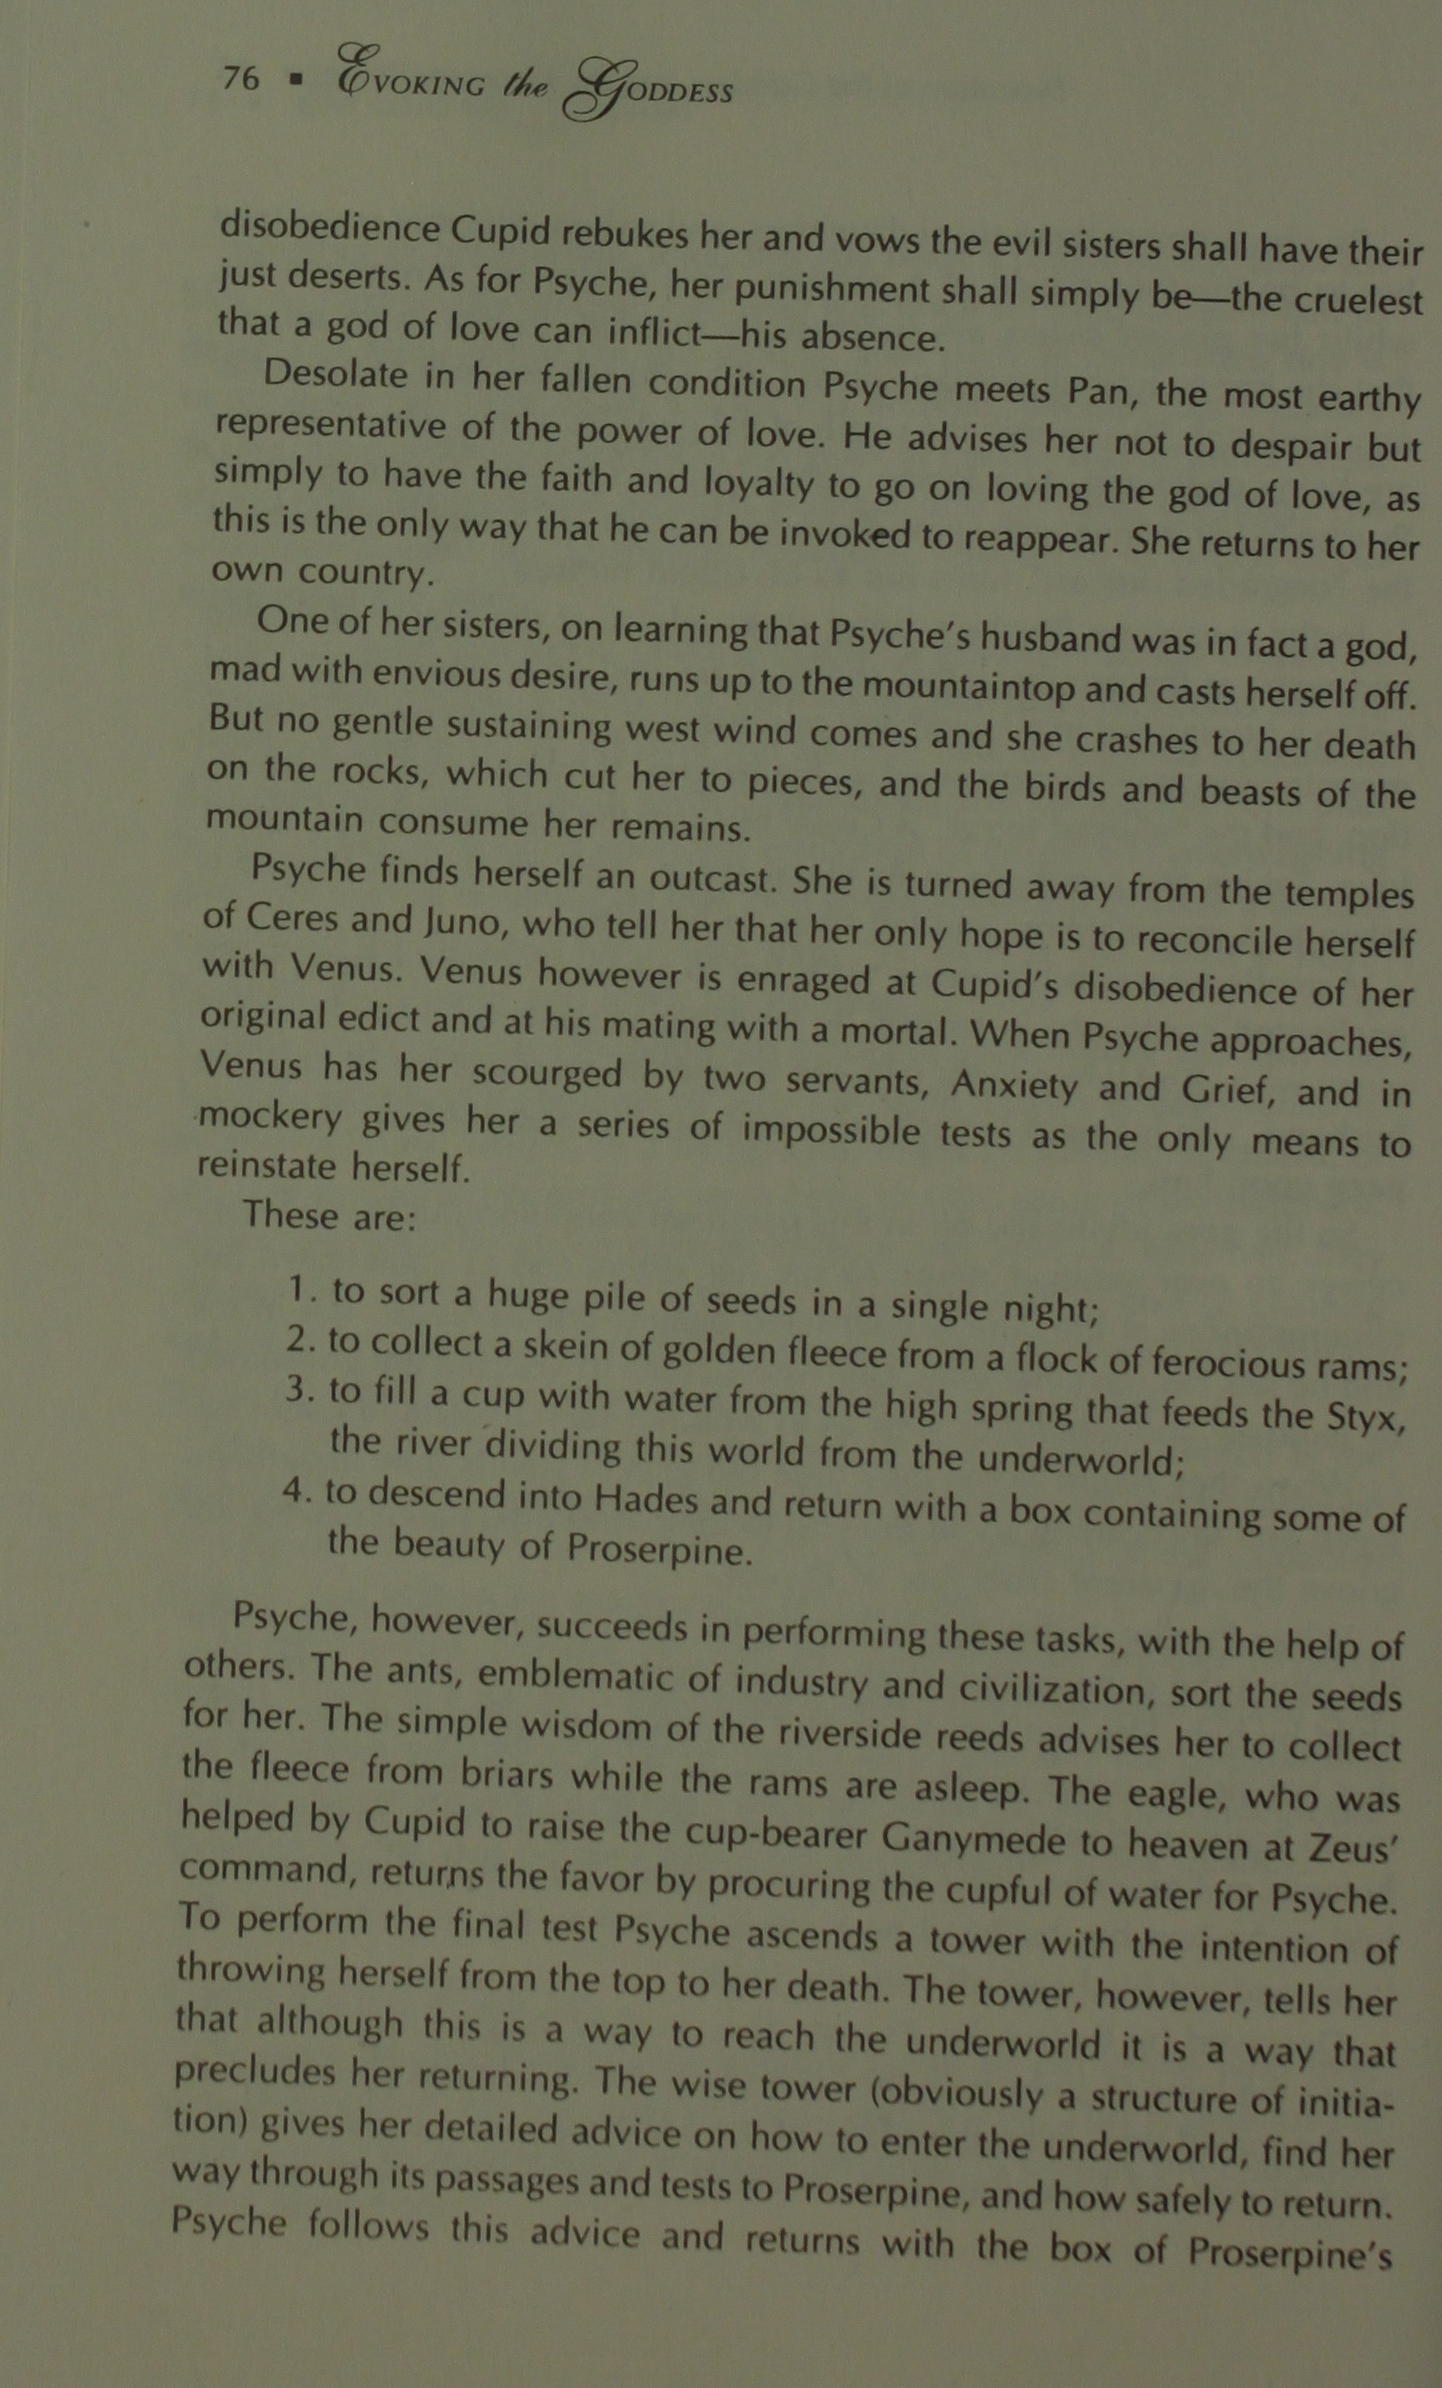 76 ▪ EVOKING the GODDESS
disobedience Cupid rebukes her and vows the evil sisters shall have their
just deserts. As for Psyche, her punishment shall simply be—the cruelest
that a god of love can inflict—his absence.
Desolate in her fallen condition Psyche meets Pan, the most earthy
representative of the power of love. He advises her not to despair but
simply to have the faith and loyalty to go on loving the god of love, as
this is the only way that he can be invoked to reappear. She returns to her
own country.
One of her sisters, on learning that Psyche's husband was in fact a god,
mad with envious desire, runs up to the mountaintop and casts herself off.
But no gentle sustaining west wind comes and she crashes to her death
on the rocks, which cut her to pieces, and the birds and beasts of the
mountain consume her remains.
Psyche finds herself an outcast. She is turned away from the temples
of Ceres and Juno, who tell her that her only hope is to reconcile herself
with Venus. Venus however is enraged at Cupid's disobedience of her
original edict and at his mating with a mortal. When Psyche approaches,
Venus has her scourged by two servants, Anxiety and Grief, and in
mockery gives her a series of impossible tests as the only means to
reinstate herself.
These are:
1. to sort a huge pile of seeds in a single night;
2. to collect a skein of golden fleece from a flock of ferocious rams;
3. to fill a cup with water from the high spring that feeds the Styx,
the river dividing this world from the underworld;
4. to descend into Hades and return with a box containing some of
the beauty of Proserpine.
Psyche, however, succeeds in performing these tasks, with the help of
others. The ants, emblematic of industry and civilization, sort the seeds
for her. The simple wisdom of the riverside reeds advises her to collect
the fleece from briars while the rams are asleep. The eagle, who was
helped by Cupid to raise the cup-bearer Ganymede to heaven at Zeus'
command, returns the favor by procuring the cupful of water for Psyche.
To perform the final test Psyche ascends a tower with the intention of
throwing herself from the top to her death. The tower, however, tells her
that although this is a way to reach the underworld it is a way that
precludes her returning. The wise tower (obviously a structure of initia-
tion) gives her detailed advice on how to enter the underworld, find her
way through its passages and tests to Proserpine, and how safely to return.
Psyche follows this advice and returns with the box of Proserpine's